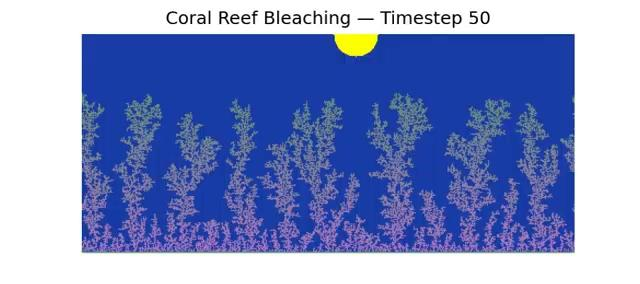 Coral Reef Bleaching — Timestep 50